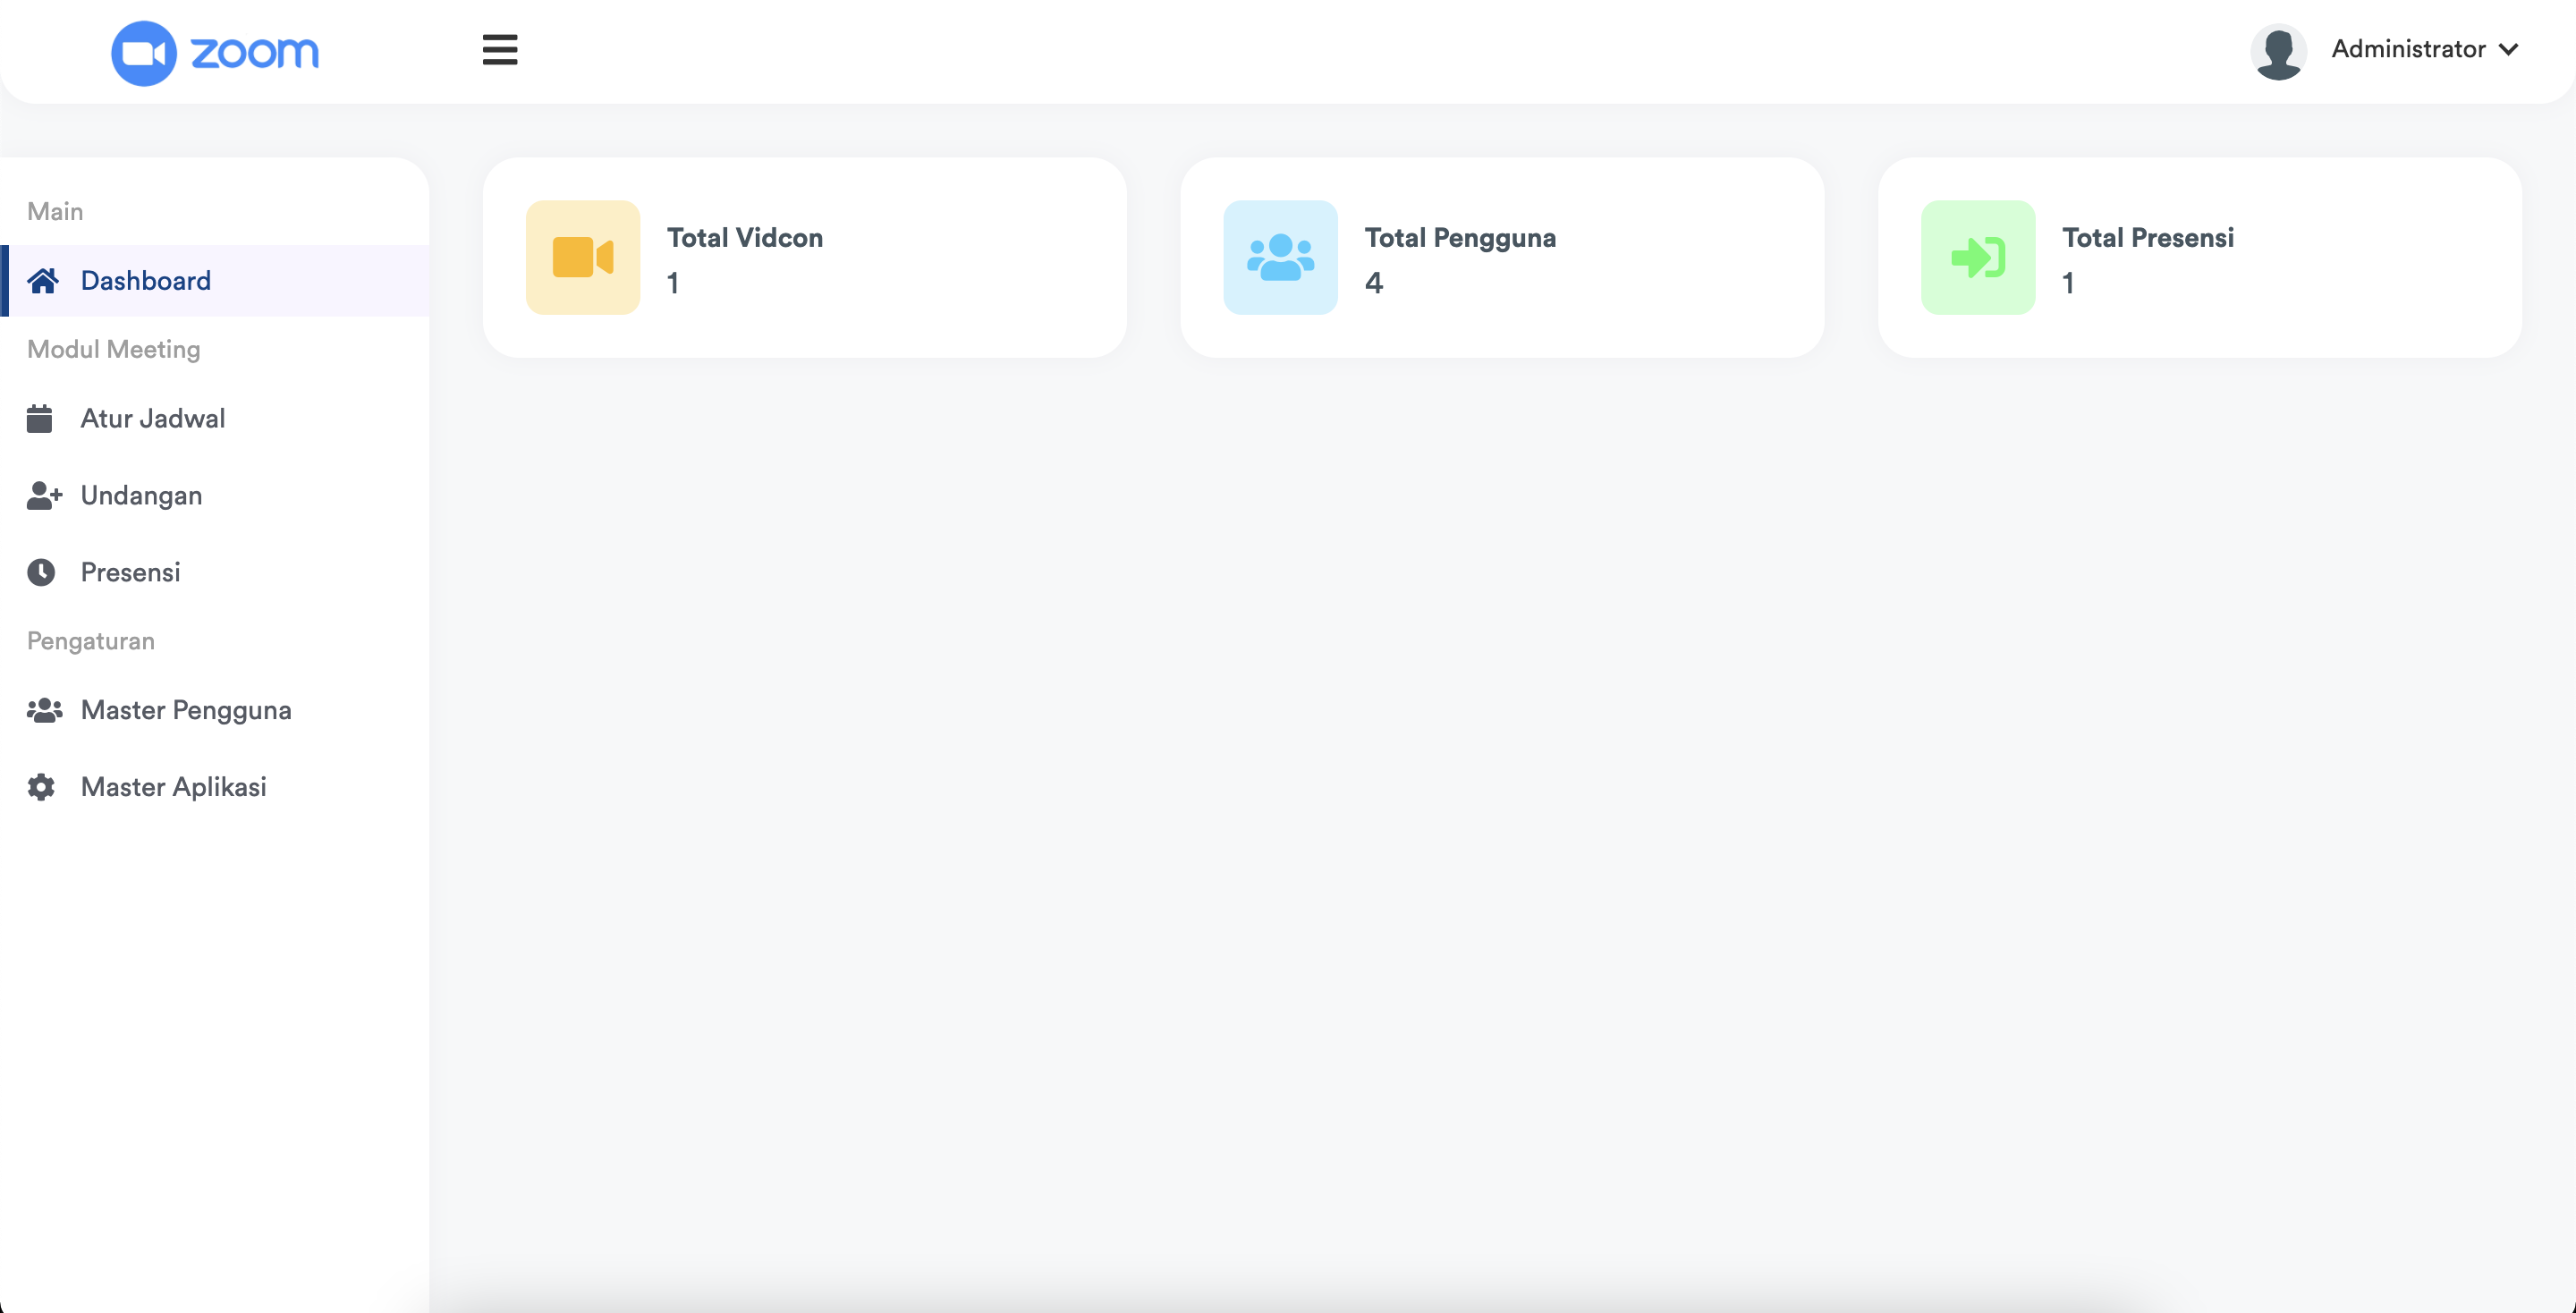 zoom
Administrator
Main
Dashboard
Modul Meeting
Atur Jadwal
Undangan
Presensi
Pengaturan
Master Pengguna
Master Aplikasi
Total Vidcon
1
Total Pengguna
4
Total Presensi
1